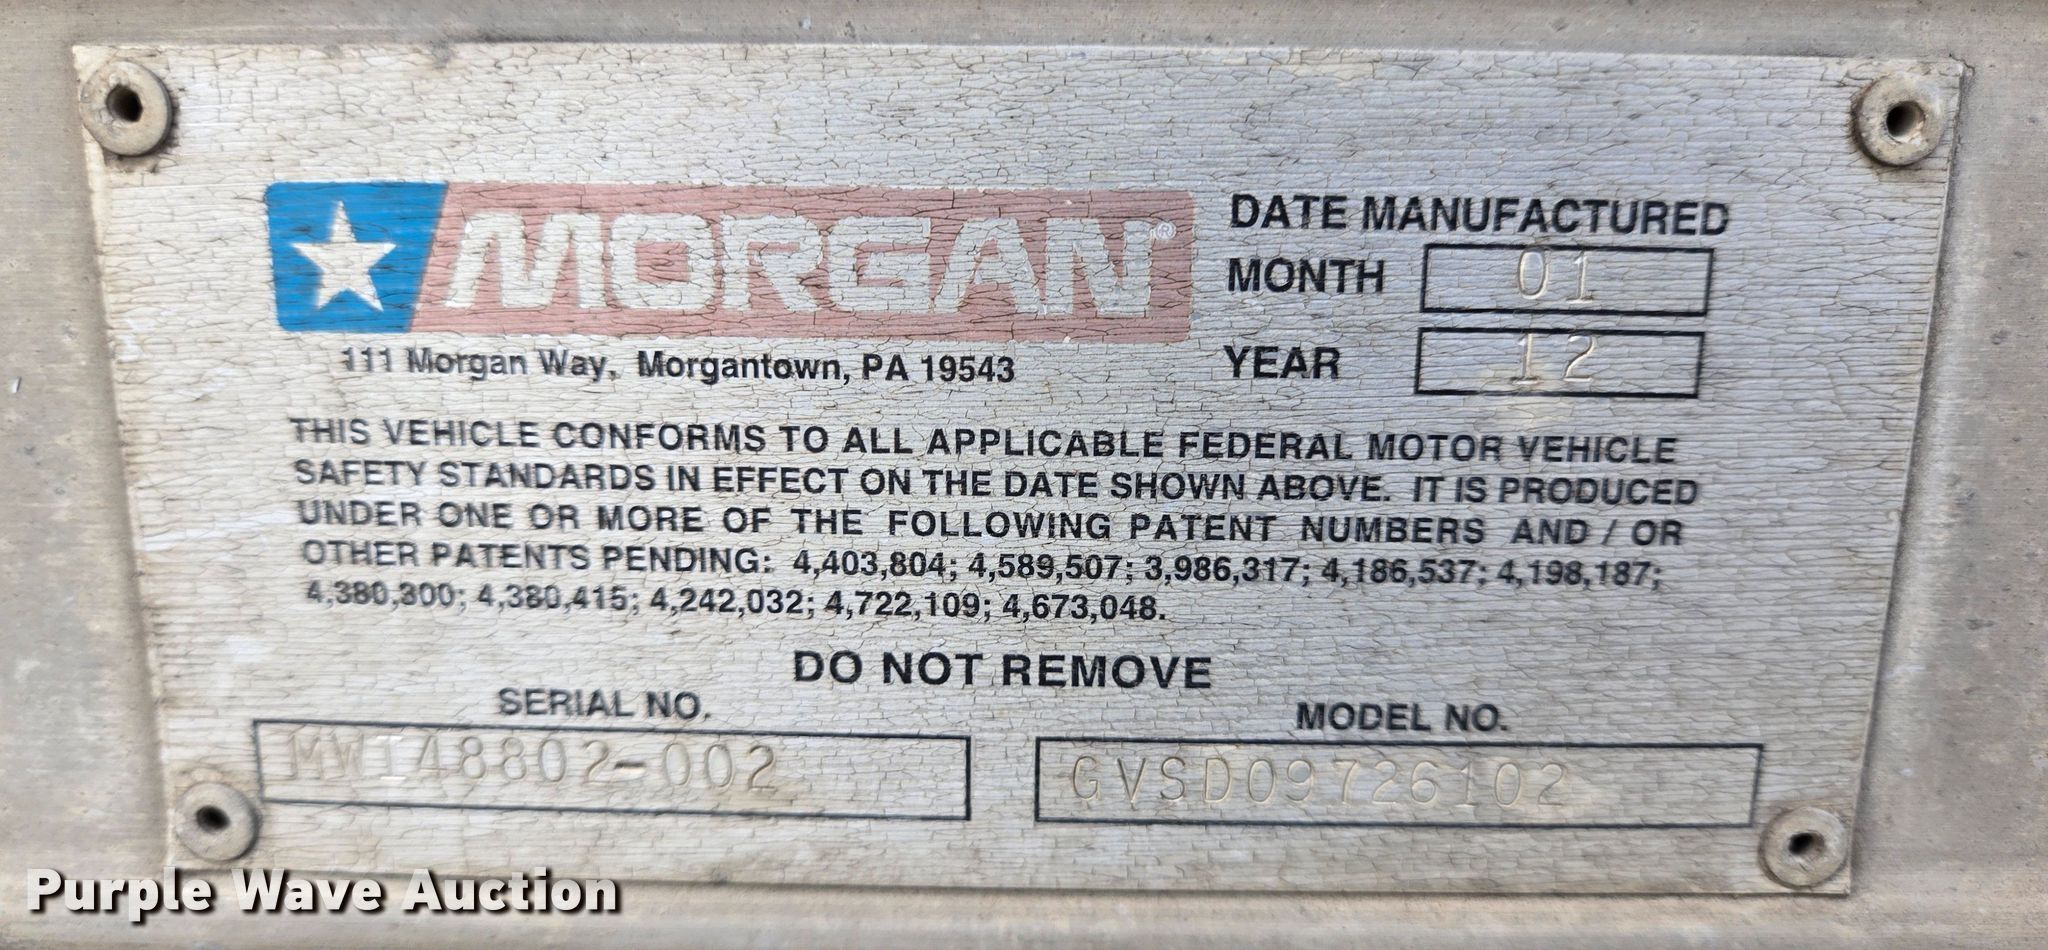 MORGAN®
111 Morgan Way, Morgantown, PA 19543
DATE MANUFACTURED
MONTH 01
YEAR 12
THIS VEHICLE CONFORMS TO ALL APPLICABLE FEDERAL MOTOR VEHICLE
SAFETY STANDARDS IN EFFECT ON THE DATE SHOWN ABOVE. IT IS PRODUCED
UNDER ONE OR MORE OF THE FOLLOWING PATENT NUMBERS AND / OR
OTHER PATENTS PENDING: 4,403,804; 4,589,507; 3,986,317; 4,186,537; 4,198,187;
4,380,300; 4,380,415; 4,242,032; 4,722,109; 4,673,048.
DO NOT REMOVE
SERIAL NO.
MWI48802-002
MODEL NO.
GVSD09726102
Purple Wave Auction